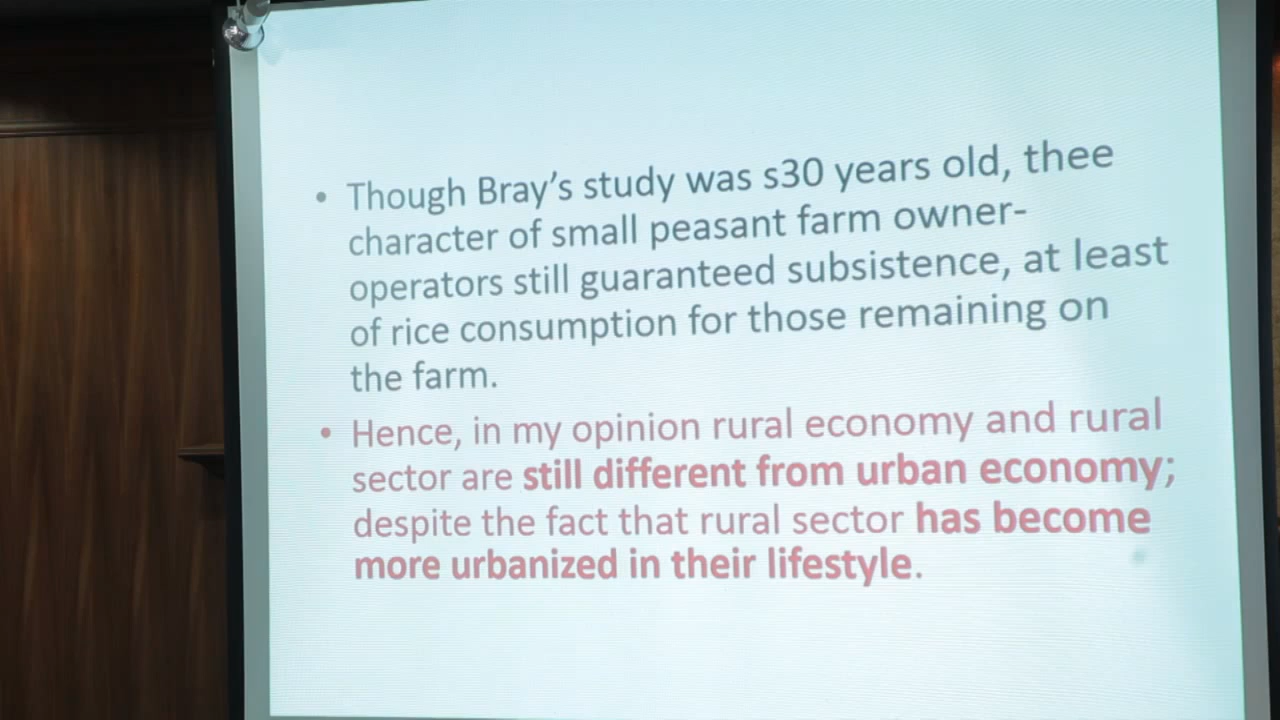 • Though Bray's study was s30 years old, thee
character of small peasant farm owner-
operators still guaranteed subsistence, at least
of rice consumption for those remaining on
the farm.
• Hence, in my opinion rural economy and rural
sector are still different from urban economy;
despite the fact that rural sector has become
more urbanized in their lifestyle.